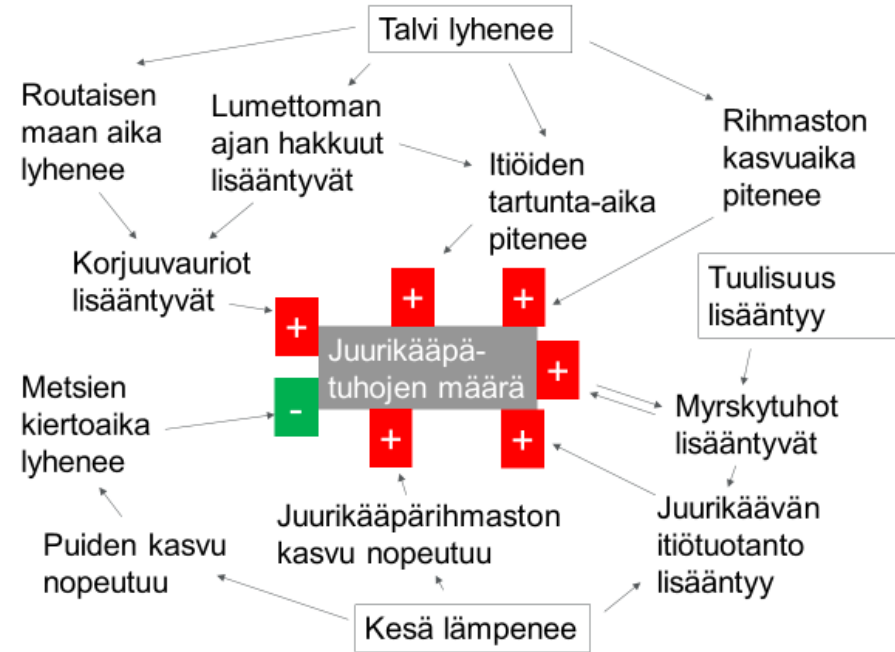 Talvi lyhenee
Routaisen
maan aika
lyhenee
Lumettoman
ajan hakkuut
lisääntyvät
Itiöiden
tartunta-aika
pitenee
Rihmaston
kasvuaika
pitenee
Korjuuvauriot
lisääntyvät
Tuulisuus
lisääntyy
+
+
+
+
-
+
+
Juurikääpä-
tuhojen määrä
Metsien
kiertoaika
lyhenee
Myrskytuhot
lisääntyvät
Puiden kasvu
nopeutuu
Juurikääpärihmaston
kasvu nopeutuu
Juurikäävän
itiötuotanto
lisääntyy
Kesä lämpenee